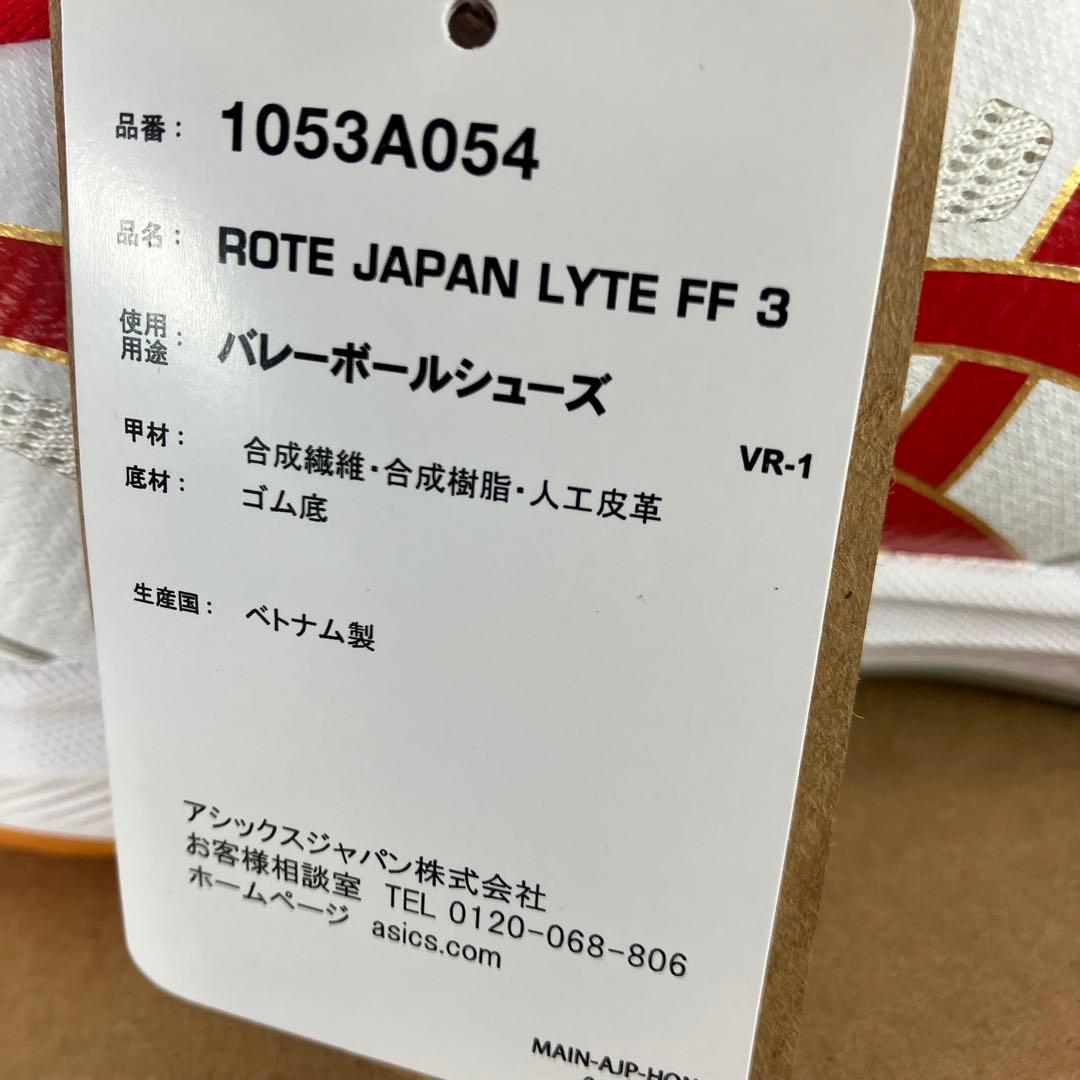 品番： 1053A054
品名： ROTE JAPAN LYTE FF 3
使用用途： バレーボールシューズ
VR-1
甲材： 合成繊維・合成樹脂・人工皮革
底材： ゴム底
生産国： ベトナム製
アシックスジャパン株式会社
お客様相談室 TEL 0120-068-806
ホームページ asics.com